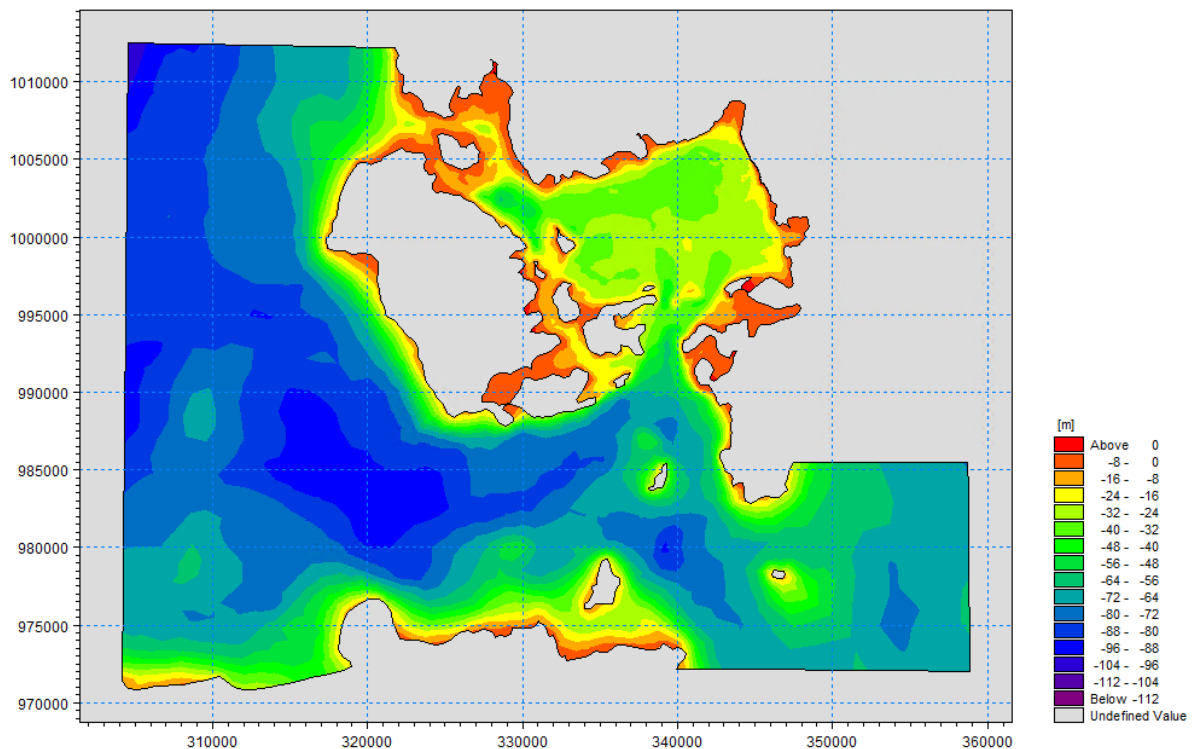 1010000
1005000
1000000
995000
990000
985000
980000
975000
970000
310000 320000 330000 340000 350000 360000
[m]
Above 0
-8 - 0
-16 - -8
-24 - -16
-32 - -24
-40 - -32
-48 - -40
-56 - -48
-64 - -56
-72 - -64
-80 - -72
-88 - -80
-96 - -88
-104 - -96
-112 - -104
Below -112
Undefined Value